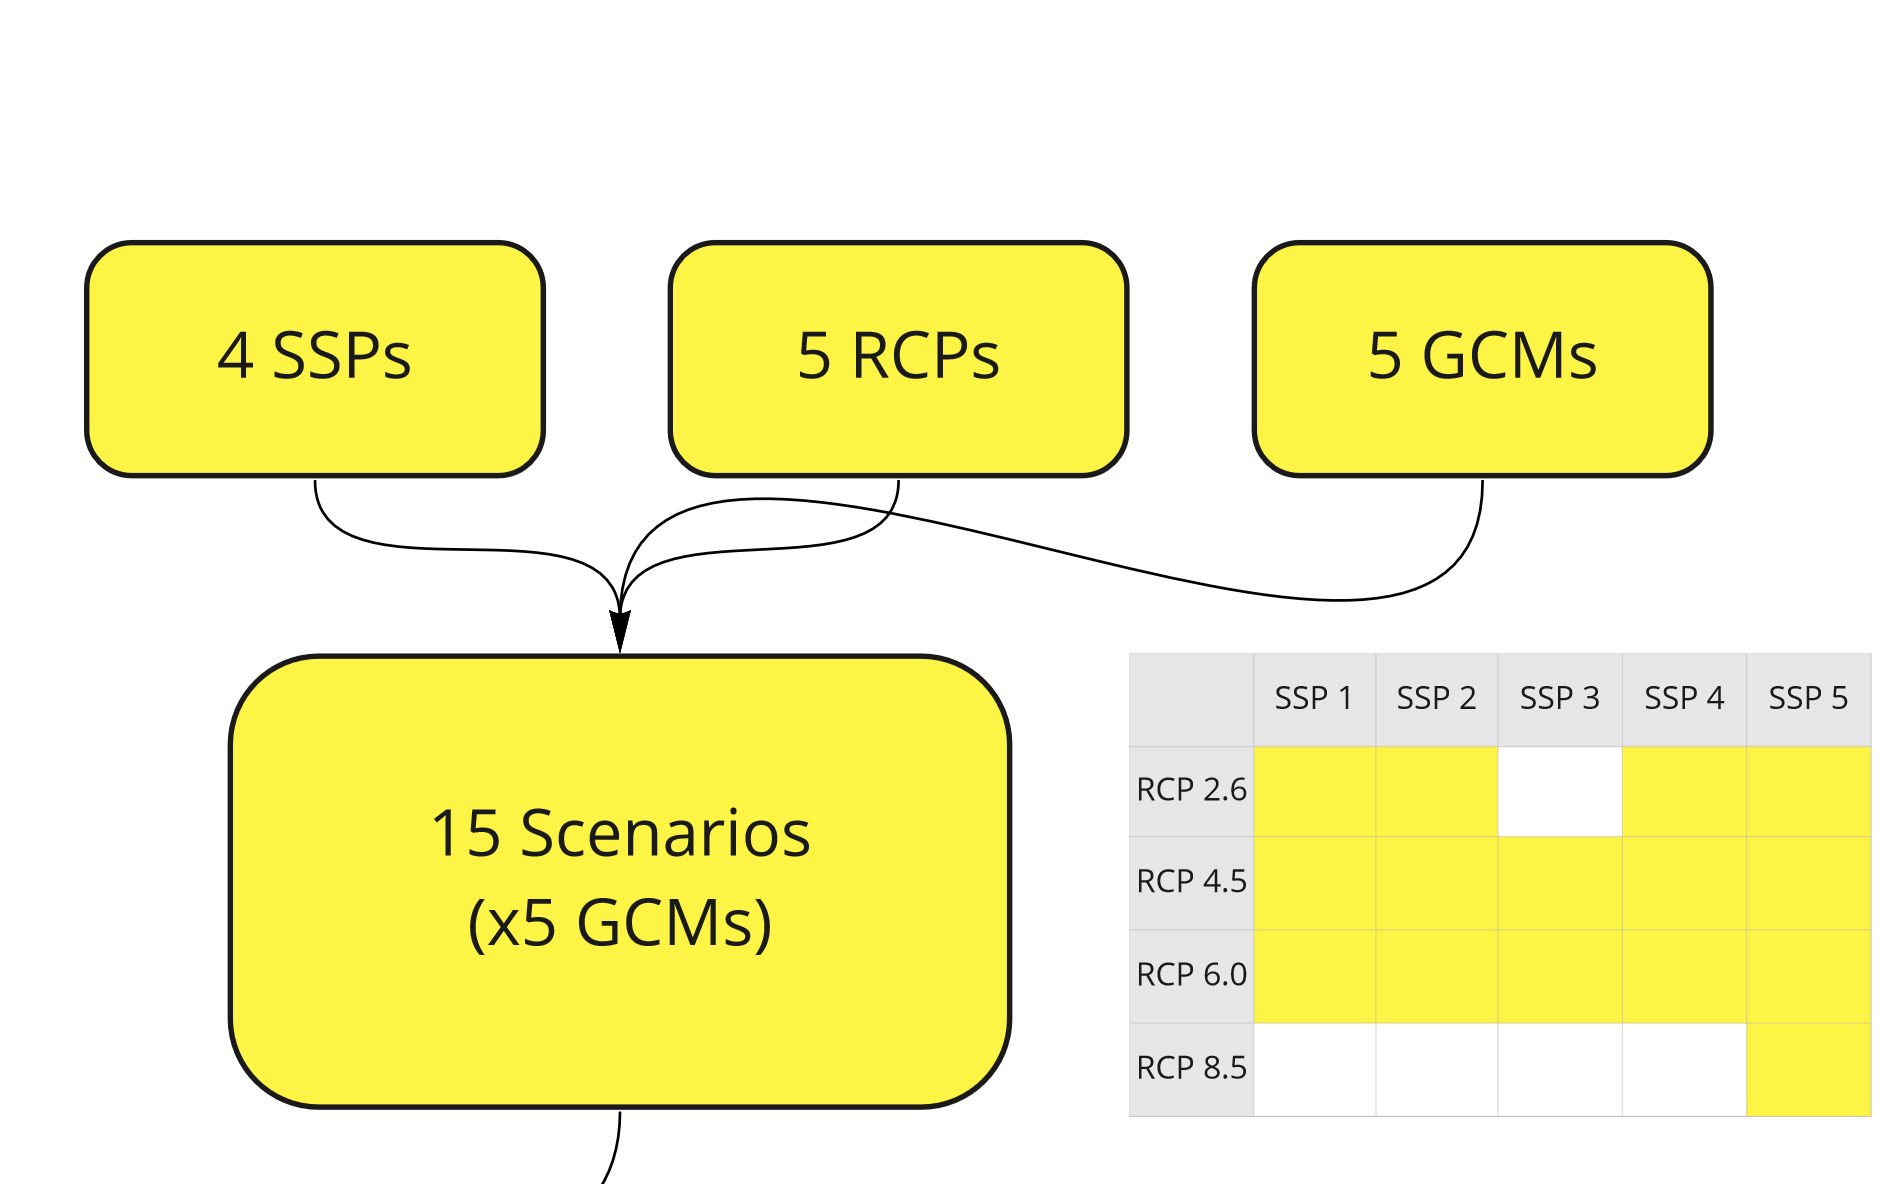 4 SSPs
5 RCPs
5 GCMs
15 Scenarios
(x5 GCMs)
SSP 1 SSP 2 SSP 3 SSP 4 SSP 5
RCP 2.6
RCP 4.5
RCP 6.0
RCP 8.5